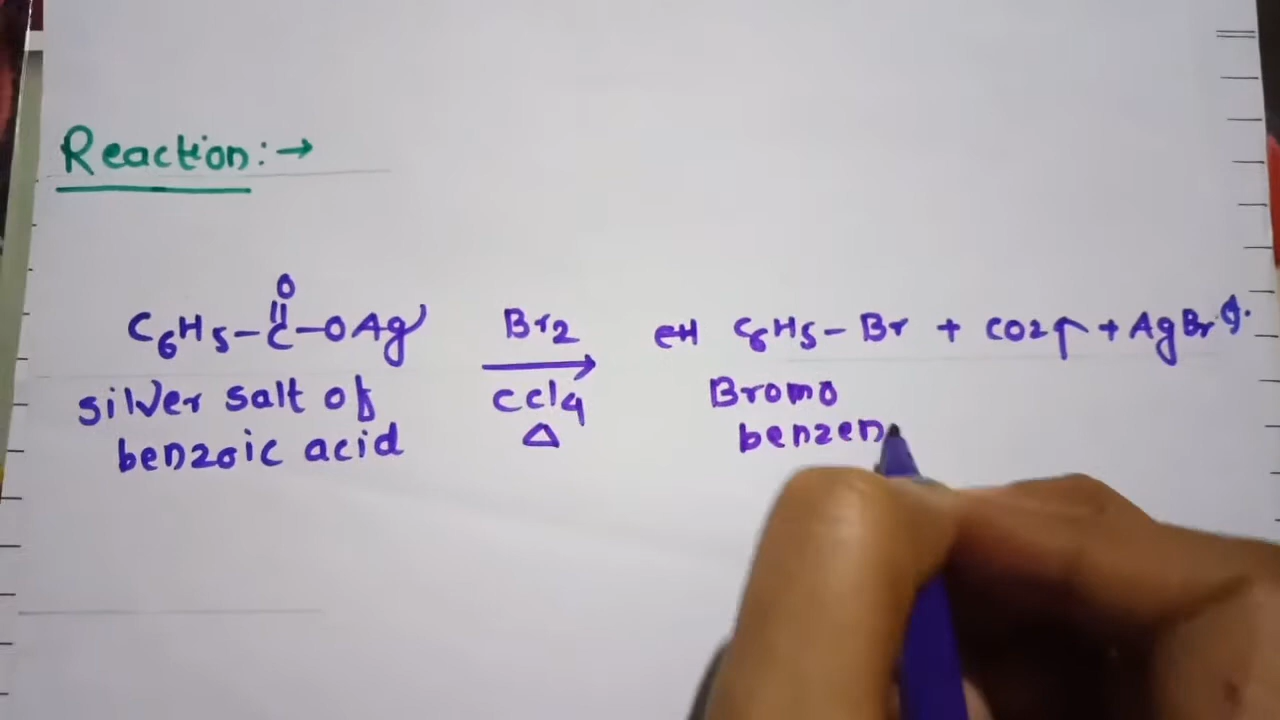 Reaction:→
O
C6H5-C-OAg Br2 C6H5-Br + CO2↑ + AgBr
silver salt of CCl4 Bromo
benzoic acid Δ benzen